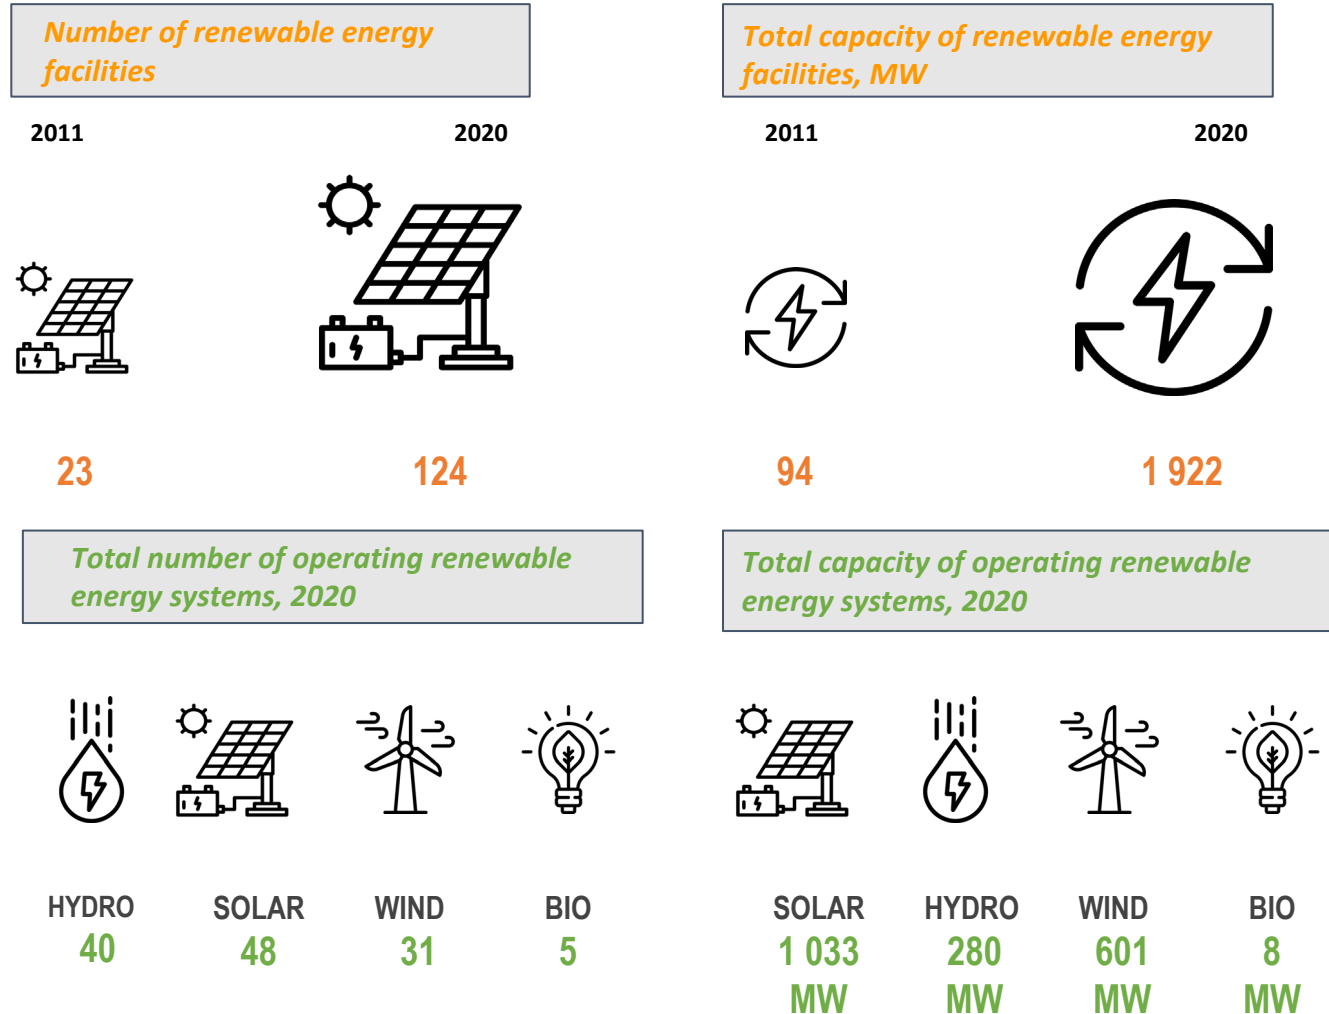 Number of renewable energy
facilities
Total capacity of renewable energy
facilities, MW
2011
2020
2011
2020
23
124
94
1 922
Total number of operating renewable
energy systems, 2020
Total capacity of operating renewable
energy systems, 2020
HYDRO
SOLAR
WIND
BIO
40
48
31
5
SOLAR
HYDRO
WIND
BIO
1 033
280
601
8
MW
MW
MW
MW